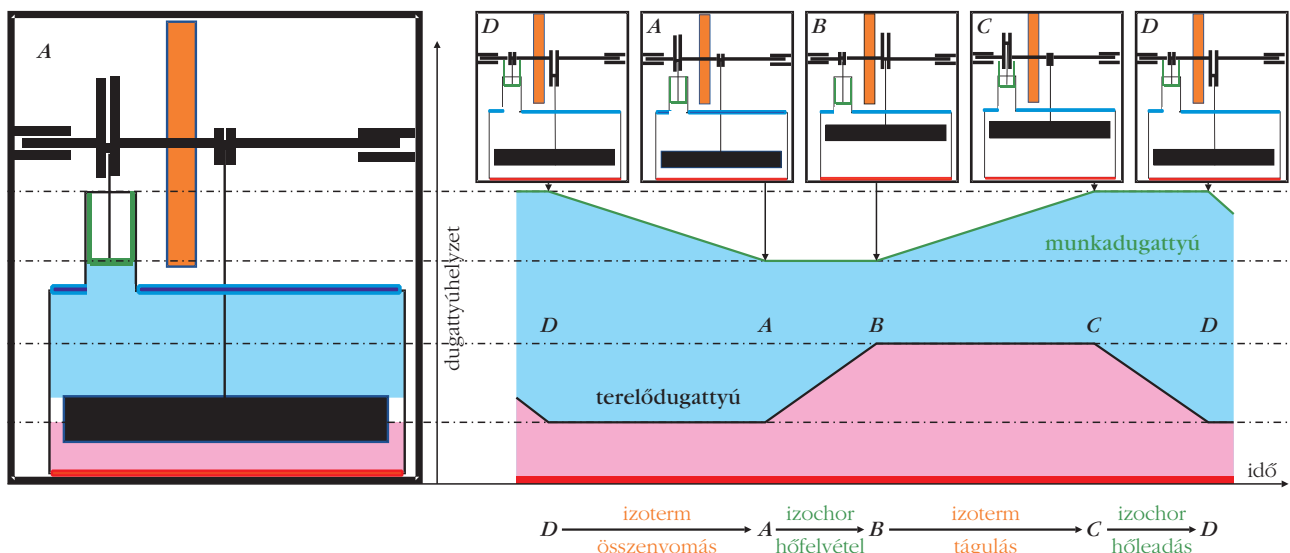 A
D
A
B
C
D
dugattyúhelyzet
munkadugattyú
D
A
B
C
D
terelődugattyú
idő
D izoterm összenyomás A izochor hőfelvétel B izoterm tágulás C izochor hőleadás D